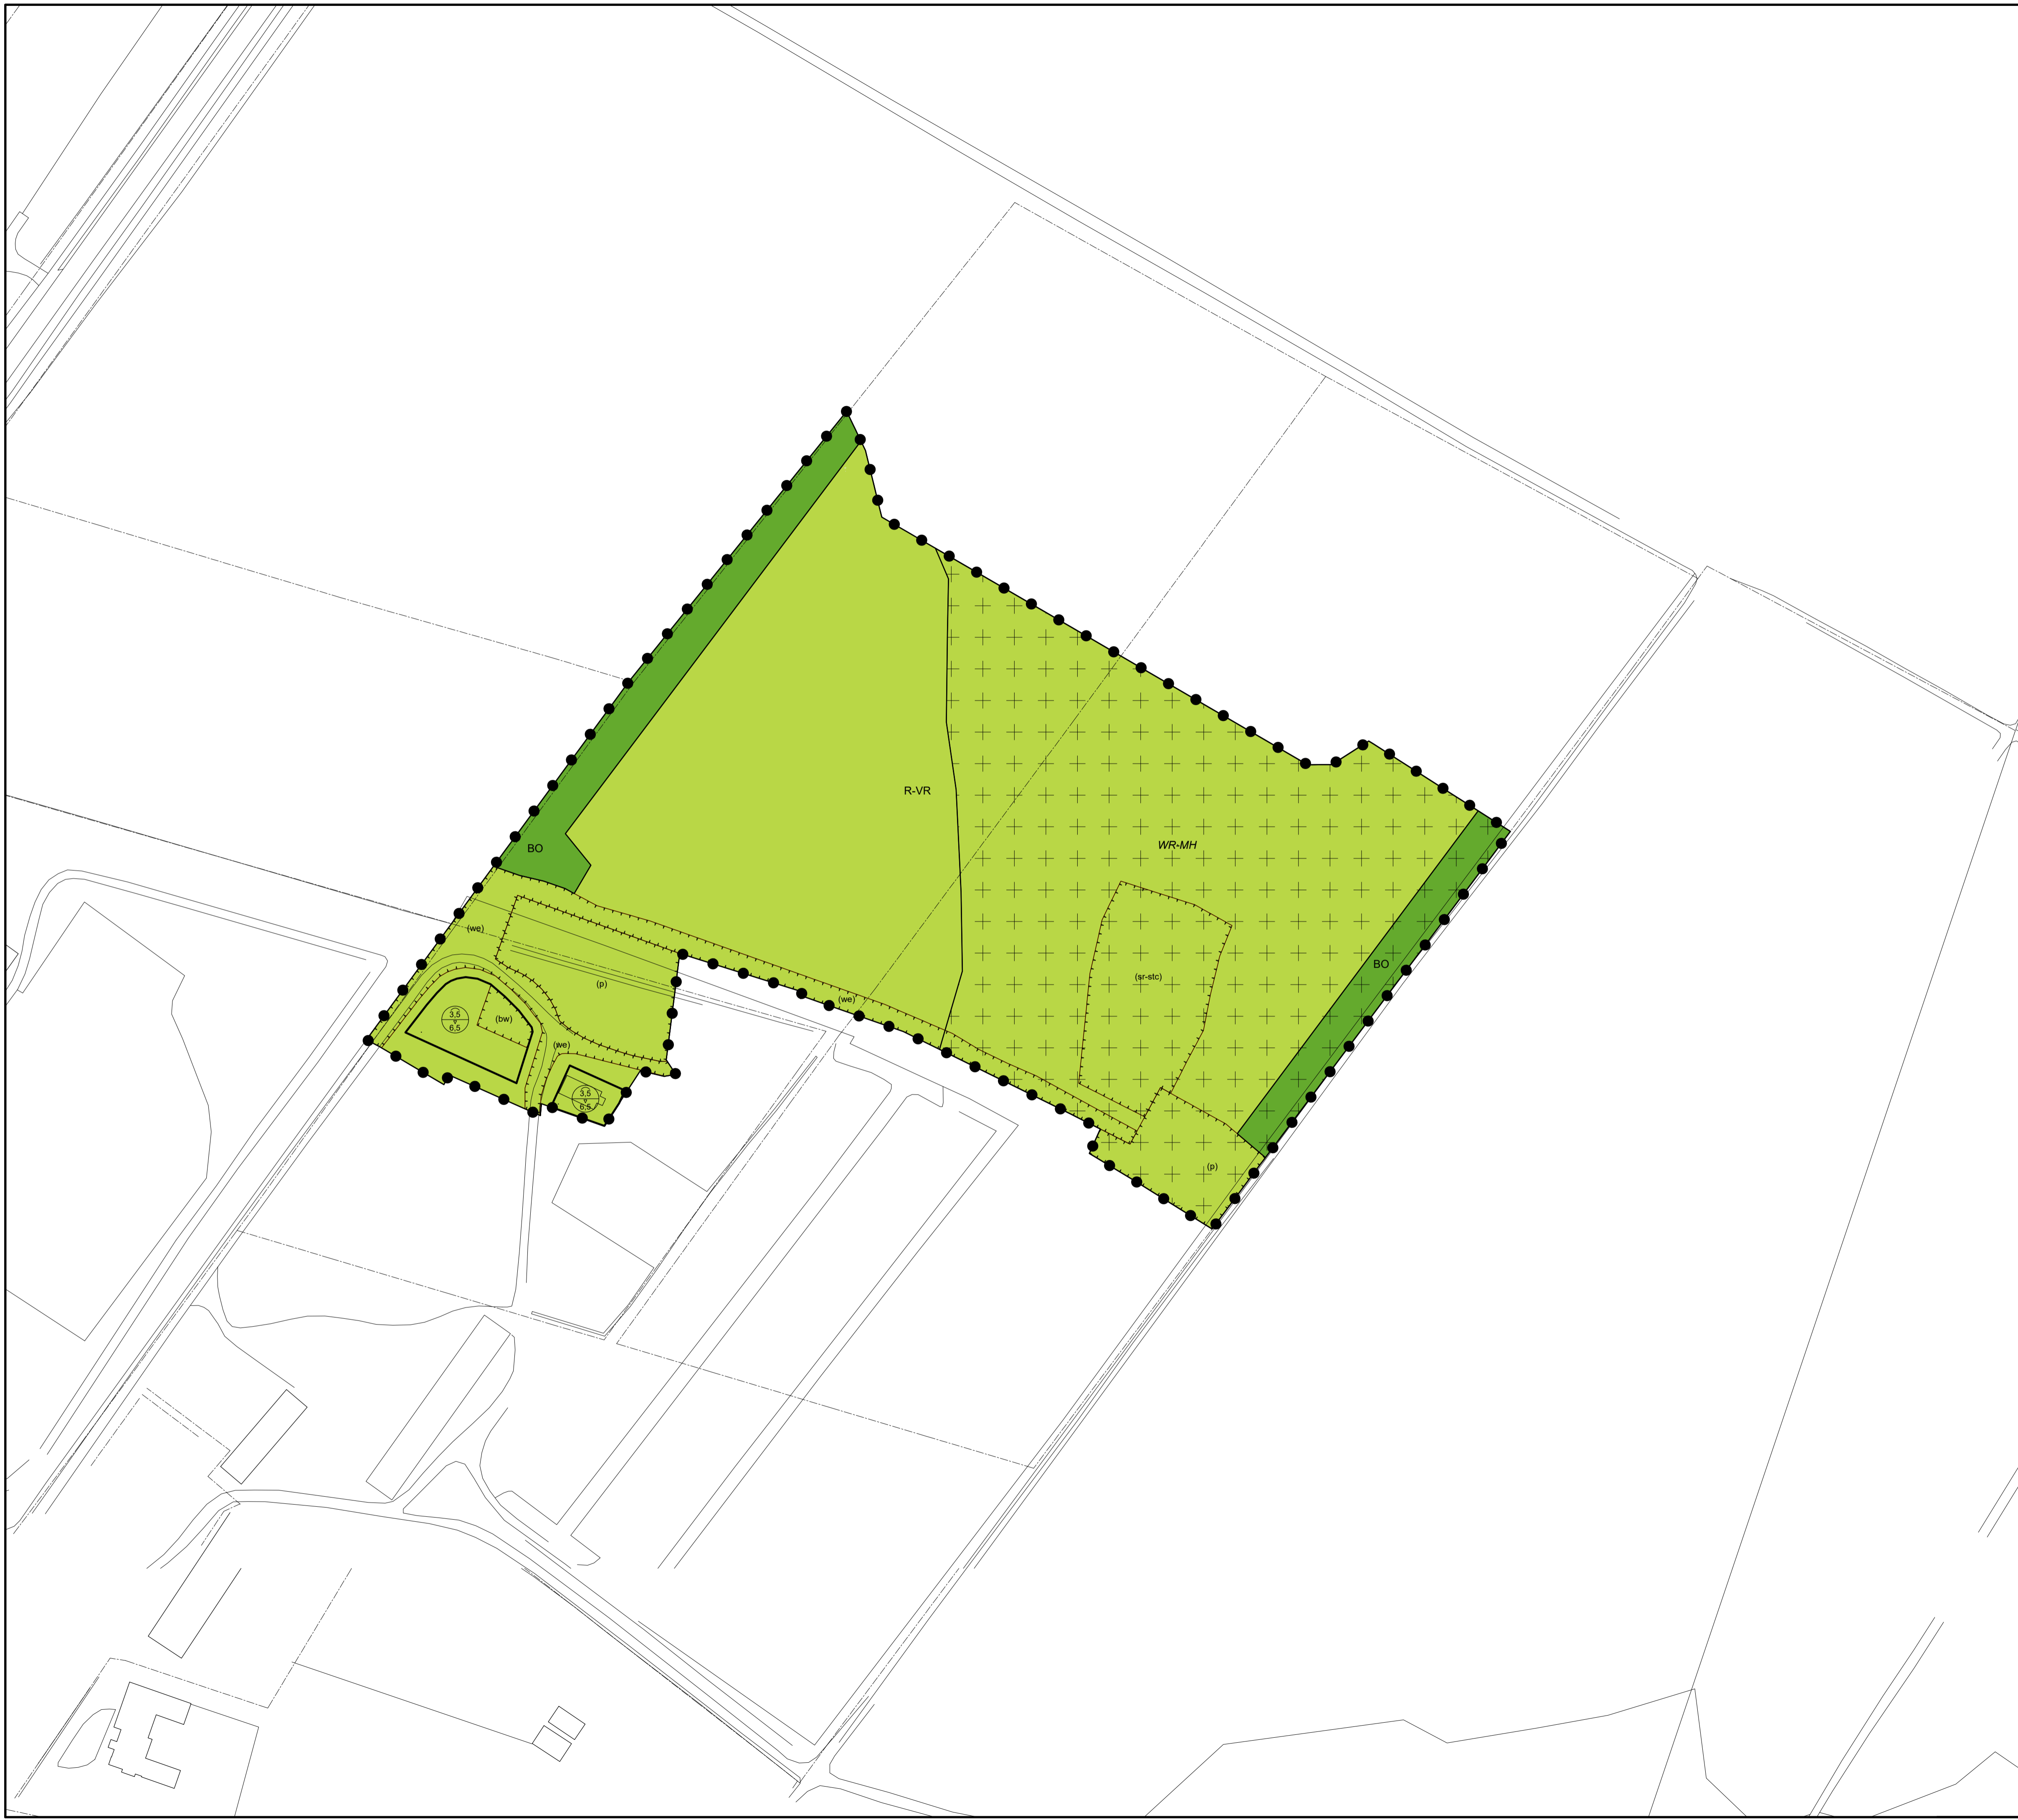 R-VR
WR-MH
BO
(we)
BO
(sr-stc)
(p)
(we)
3,5
6,5
(bw)
(we)
3,5
6,5
(p)